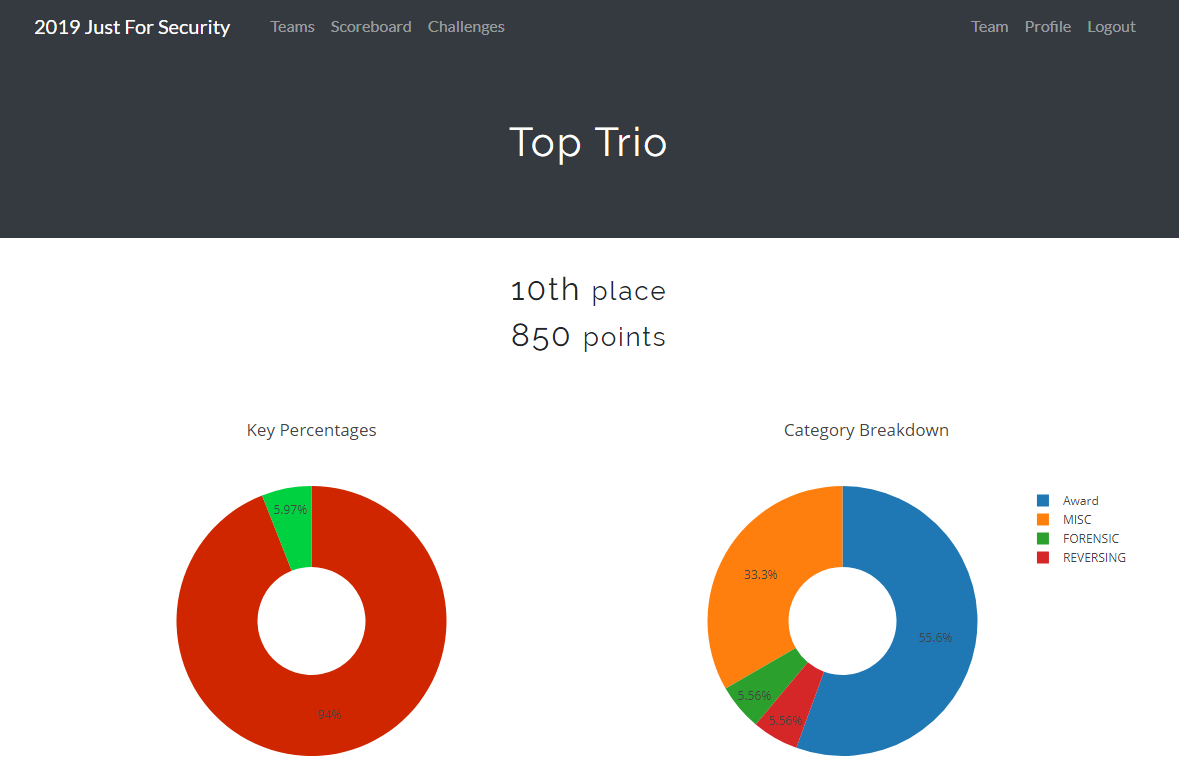 2019 Just For Security Teams Scoreboard Challenges Team Profile Logout
Top Trio
10th place
850 points
Key Percentages
5.97%
94%
Category Breakdown
33.3%
55.6%
5.56%
5.56%
Award
MISC
FORENSIC
REVERSING